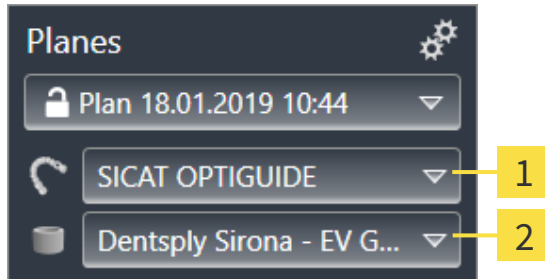 Planes
Plan 18.01.2019 10:44
SICAT OPTIGUIDE
1
Dentsply Sirona - EV G...
2